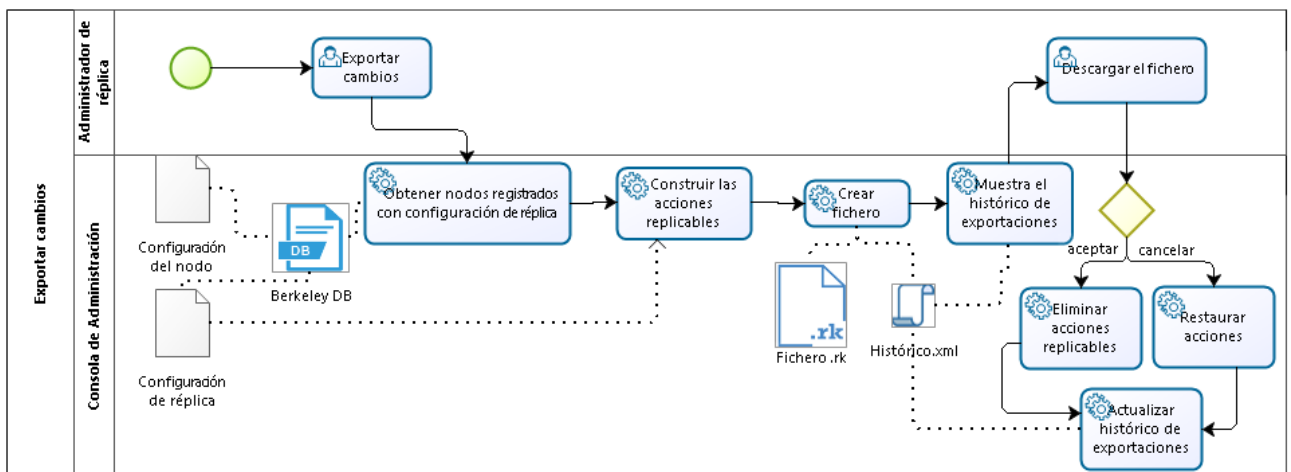 Exportar cambios
Administrador de
réplica
Consola de Administración
Exportar
cambios
Descargar el fichero
Configuración
del nodo
DB
Berkeley DB
Configuración
de réplica
Obtener nodos registrados
con configuración de réplica
Construir las
acciones
replicables
Crear
fichero
Muestra el
histórico de
exportaciones
.rk
Fichero .rk
Histórico.xml
aceptar
cancelar
Eliminar
acciones
replicables
Restaurar
acciones
Actualizar
histórico de
exportaciones